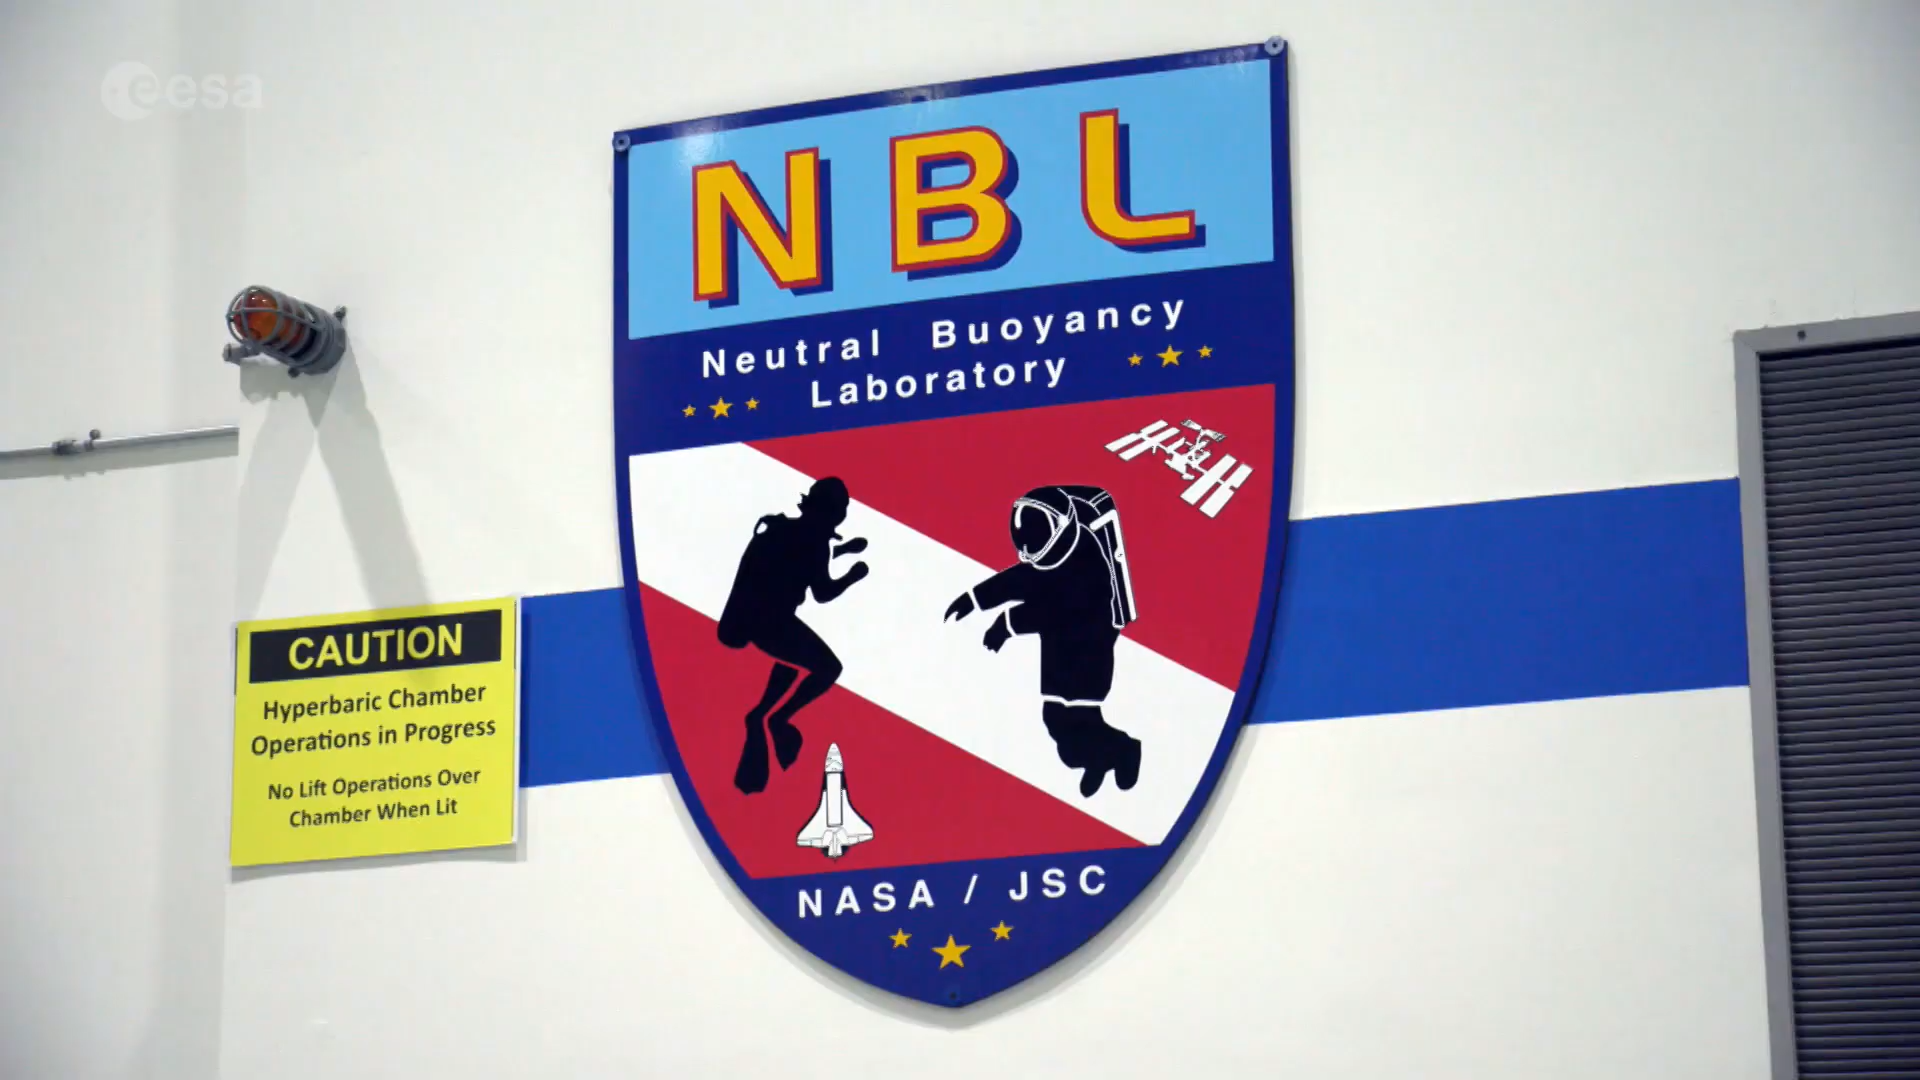 esa
NBL
Neutral Buoyancy
Laboratory
NASA / JSC
CAUTION
Hyperbaric Chamber
Operations in Progress
No Lift Operations Over
Chamber When Lit